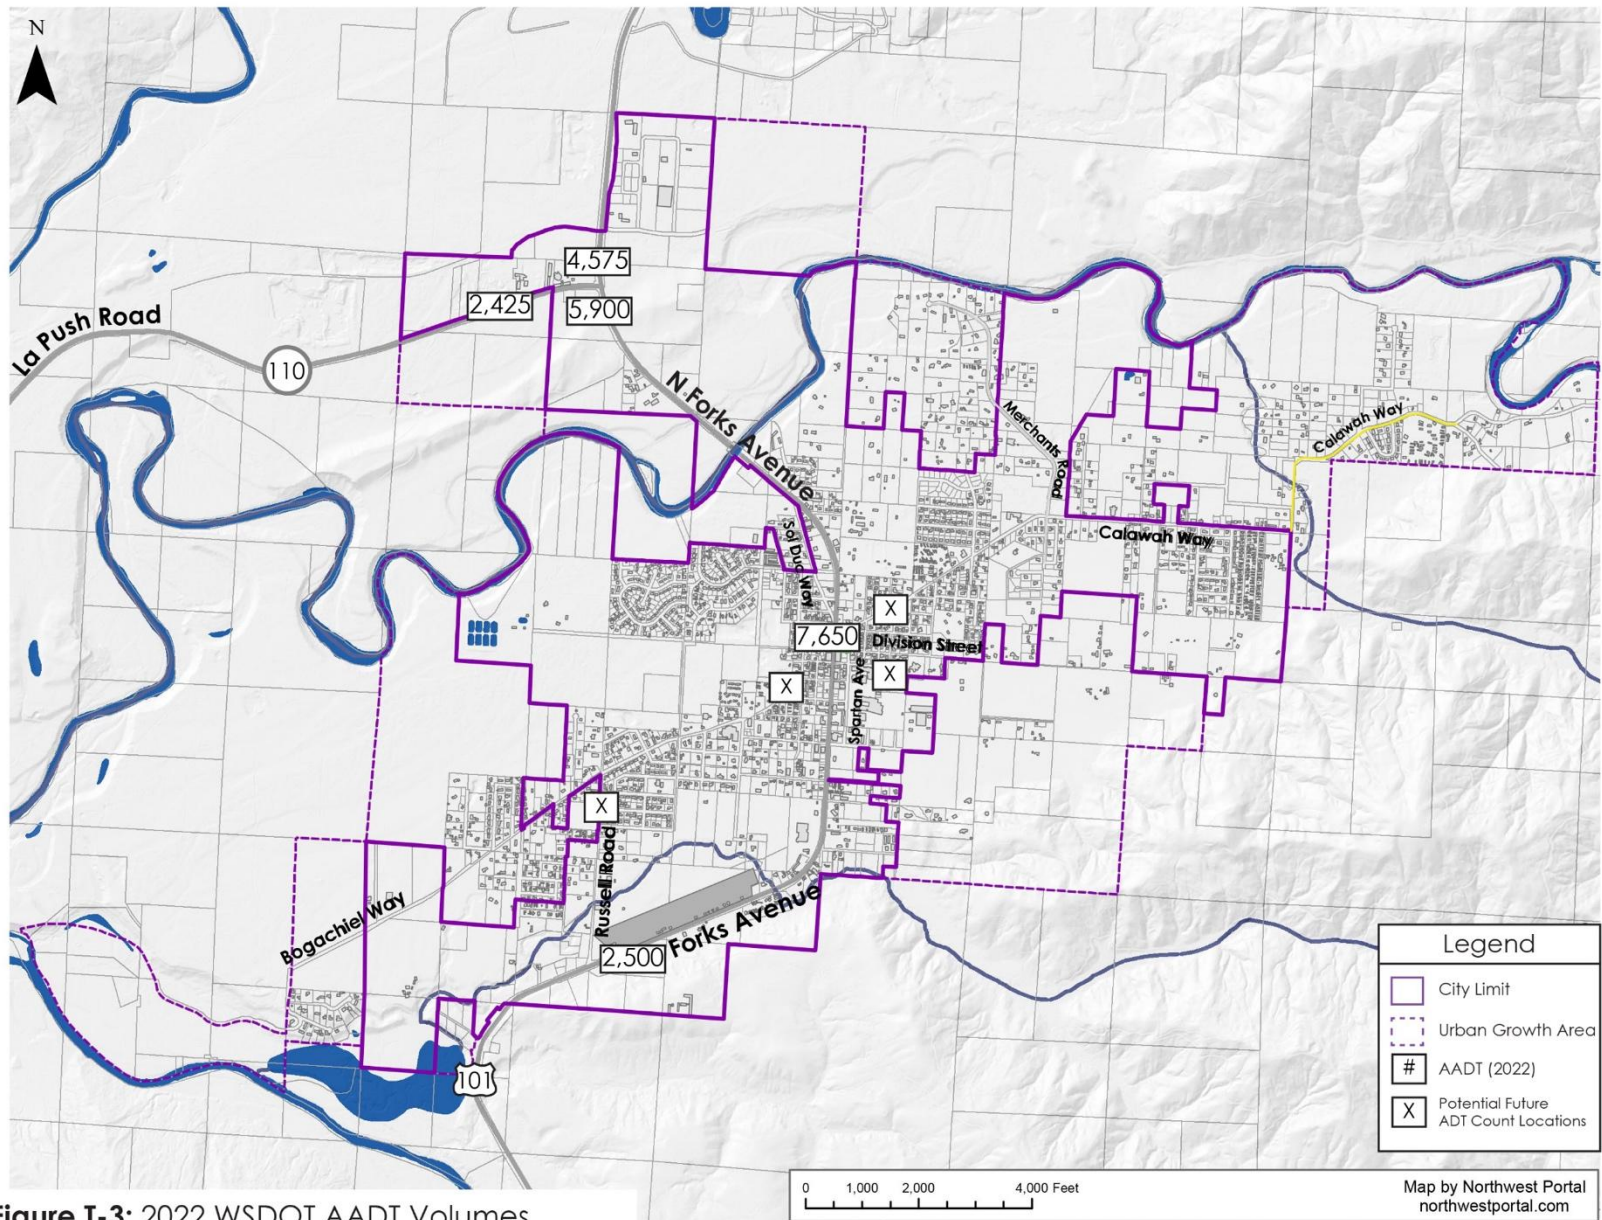 N
4,575
2,425
5,900
La Push Road
110
N Forks Avenue
Merchants Road
Calawah Way
Calawah Way
Sol Duc Way
X
7,650
Division Street
X
X
Spartan Ave
X
Russell Road
Bogachiel Way
Forks Avenue
2,500
101
Legend
City Limit
Urban Growth Area
# AADT (2022)
X Potential Future
ADT Count Locations
0 1,000 2,000 4,000 Feet
Map by Northwest Portal
northwestportal.com
Figure T-3: 2022 WSDOT AADT Volumes